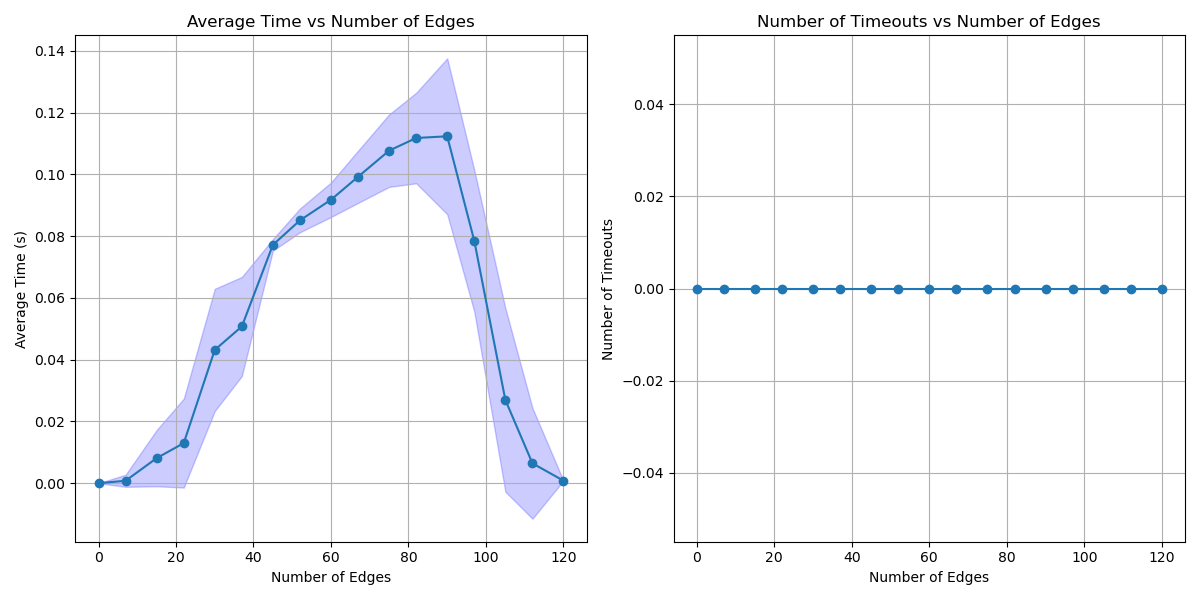 Average Time vs Number of Edges
Average Time (s)
0.14
0.12
0.10
0.08
0.06
0.04
0.02
0.00
0 20 40 60 80 100 120
Number of Edges
Number of Timeouts vs Number of Edges
Number of Timeouts
0.04
0.02
0.00
−0.02
−0.04
0 20 40 60 80 100 120
Number of Edges